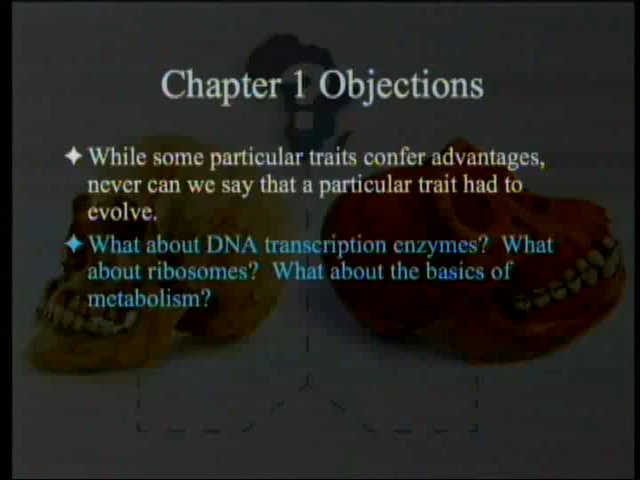 Chapter 1 Objections
While some particular traits confer advantages,
never can we say that a particular trait had to
evolve.
What about DNA transcription enzymes? What
about ribosomes? What about the basics of
metabolism?